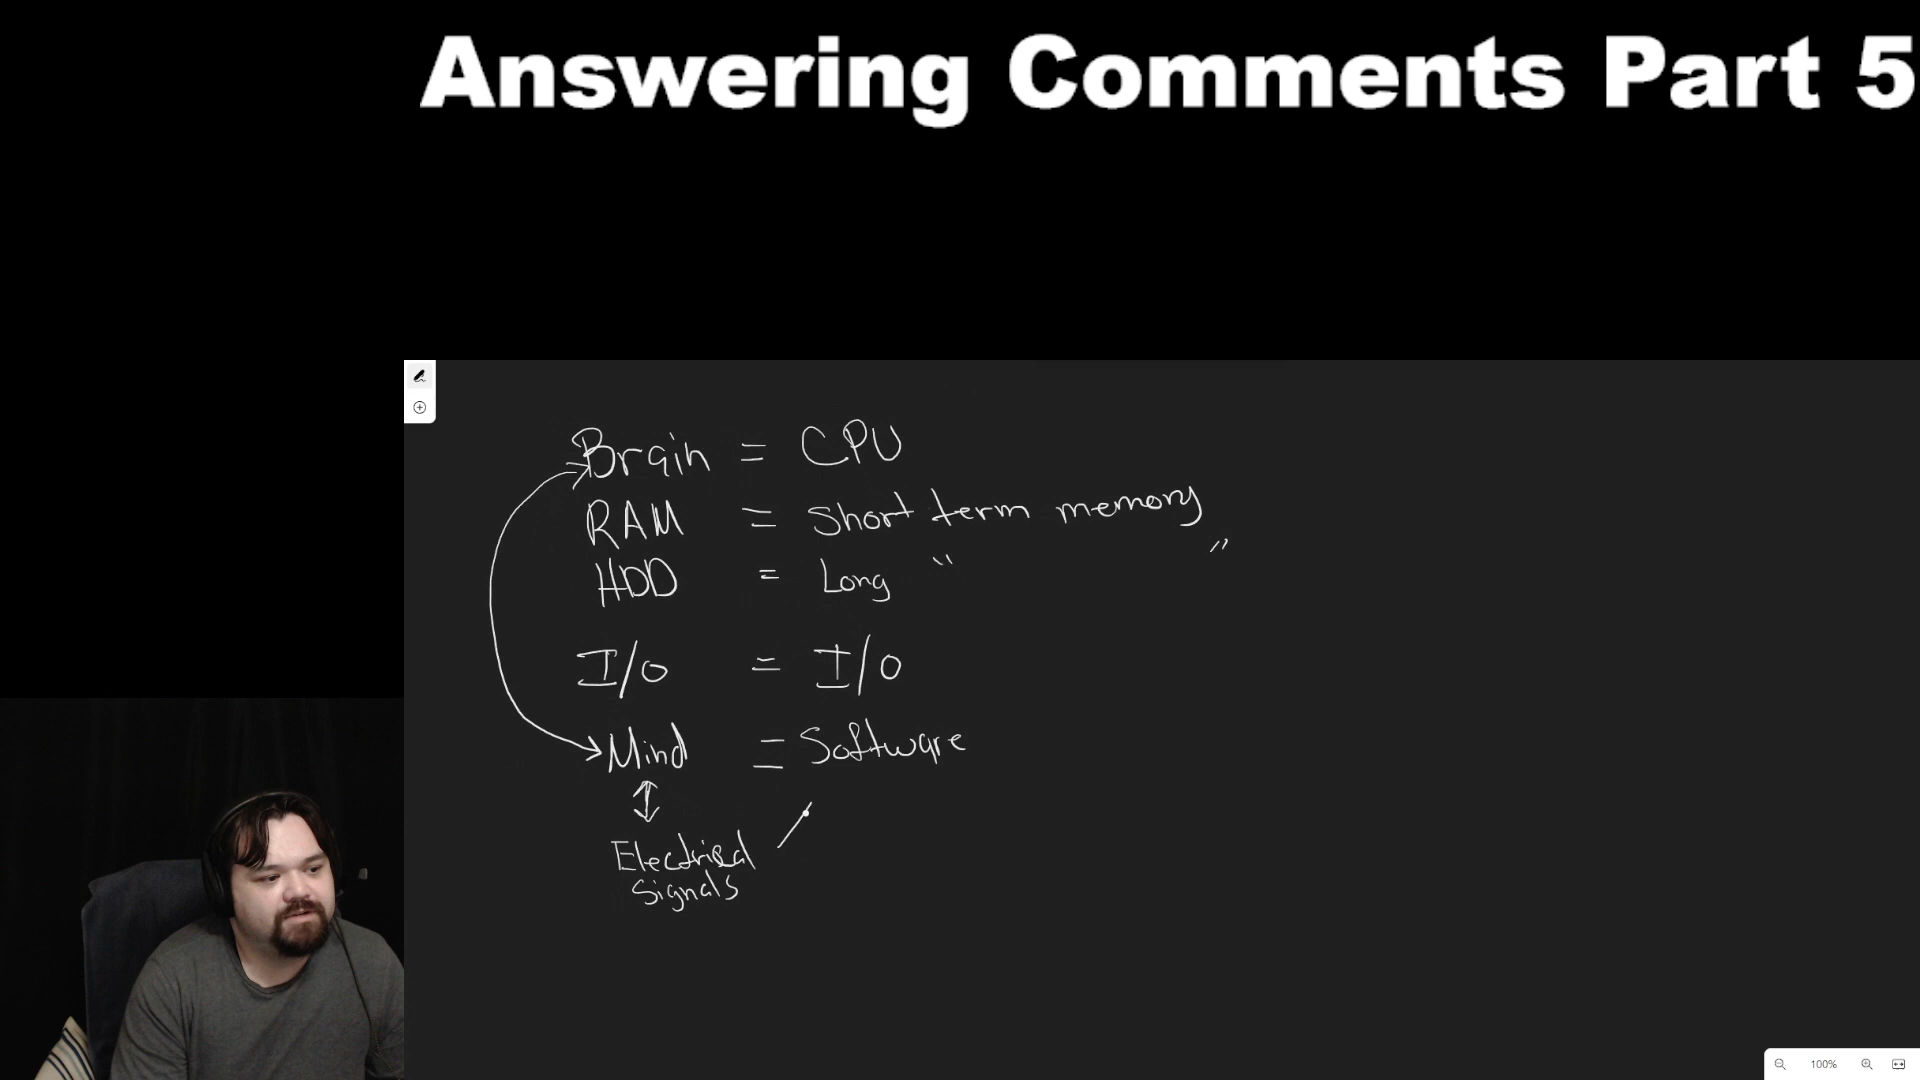 Answering Comments Part 5
Brain = CPU
RAM = Short term memory
HDD = Long " "
I/O = I/O
Mind = Software
Electrical
Signals
100%